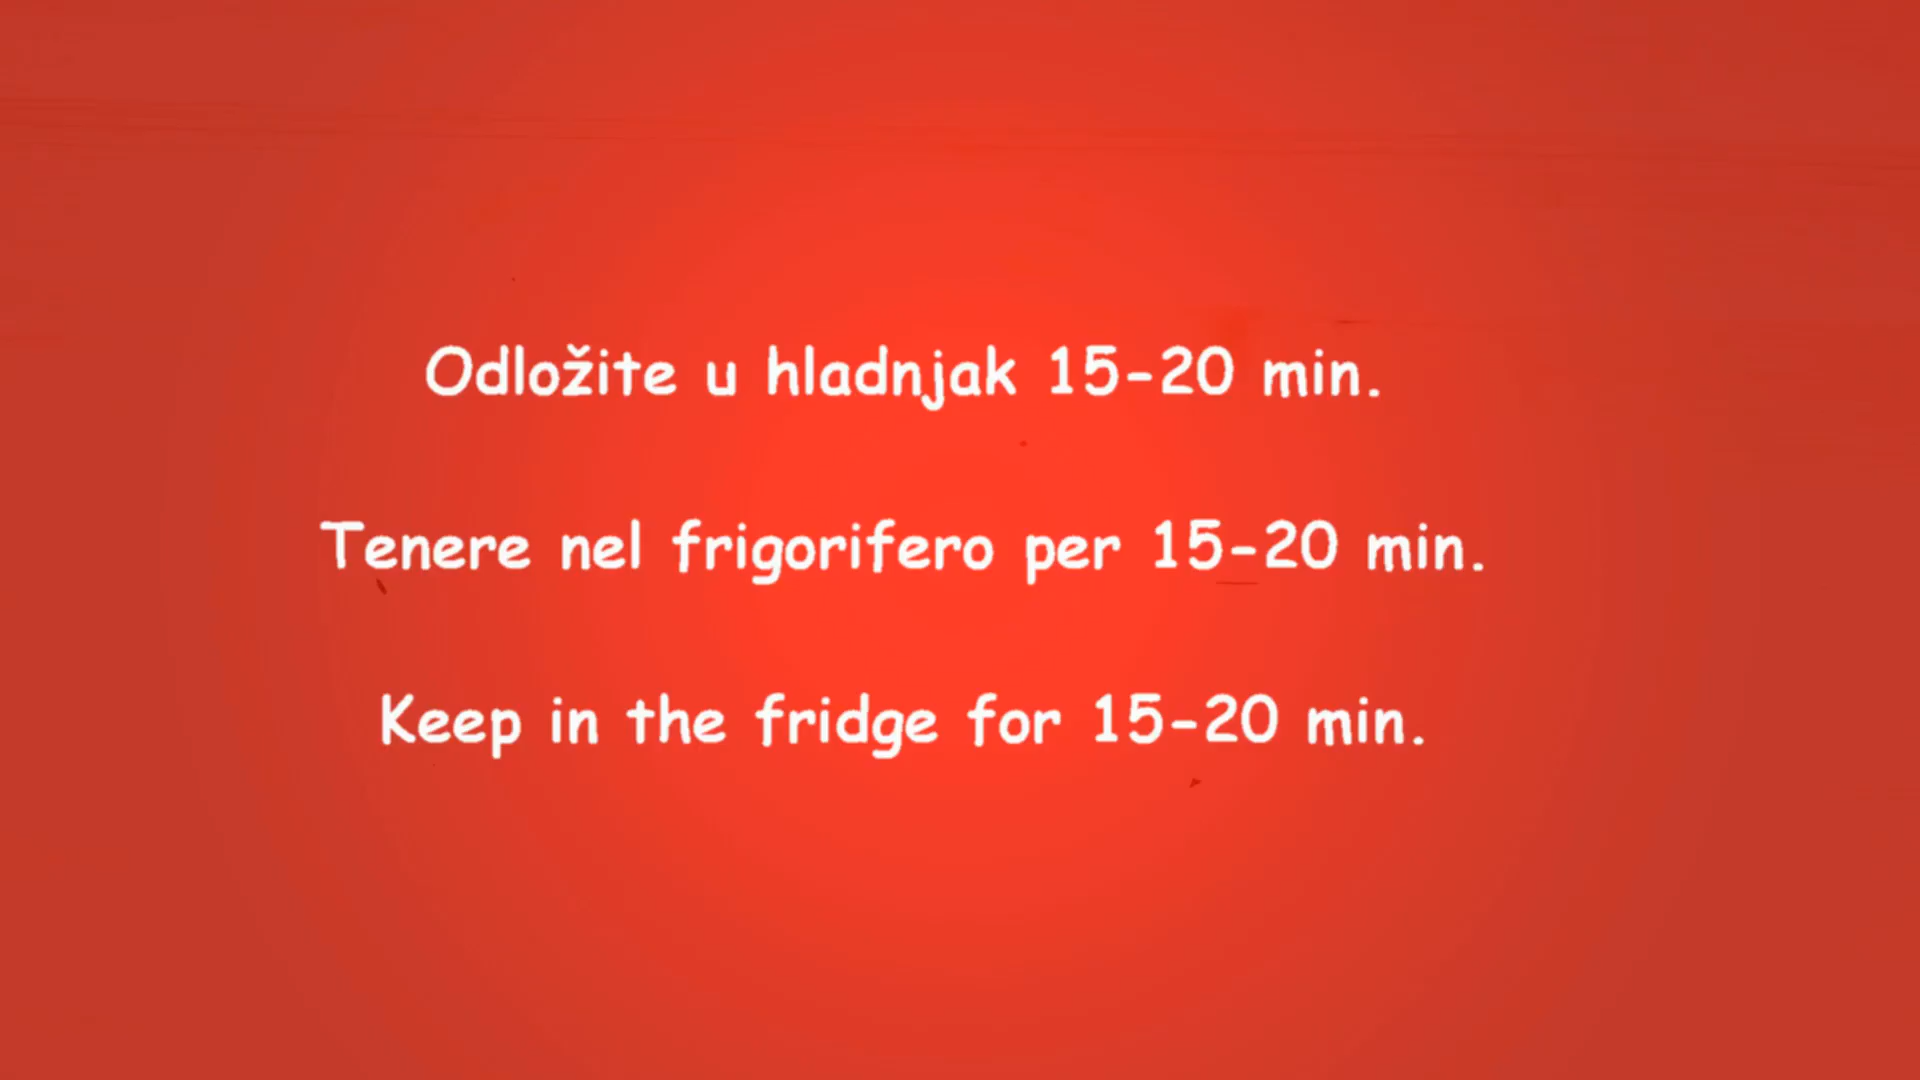 Odložite u hladnjak 15-20 min.
Tenere nel frigorifero per 15-20 min.
Keep in the fridge for 15-20 min.